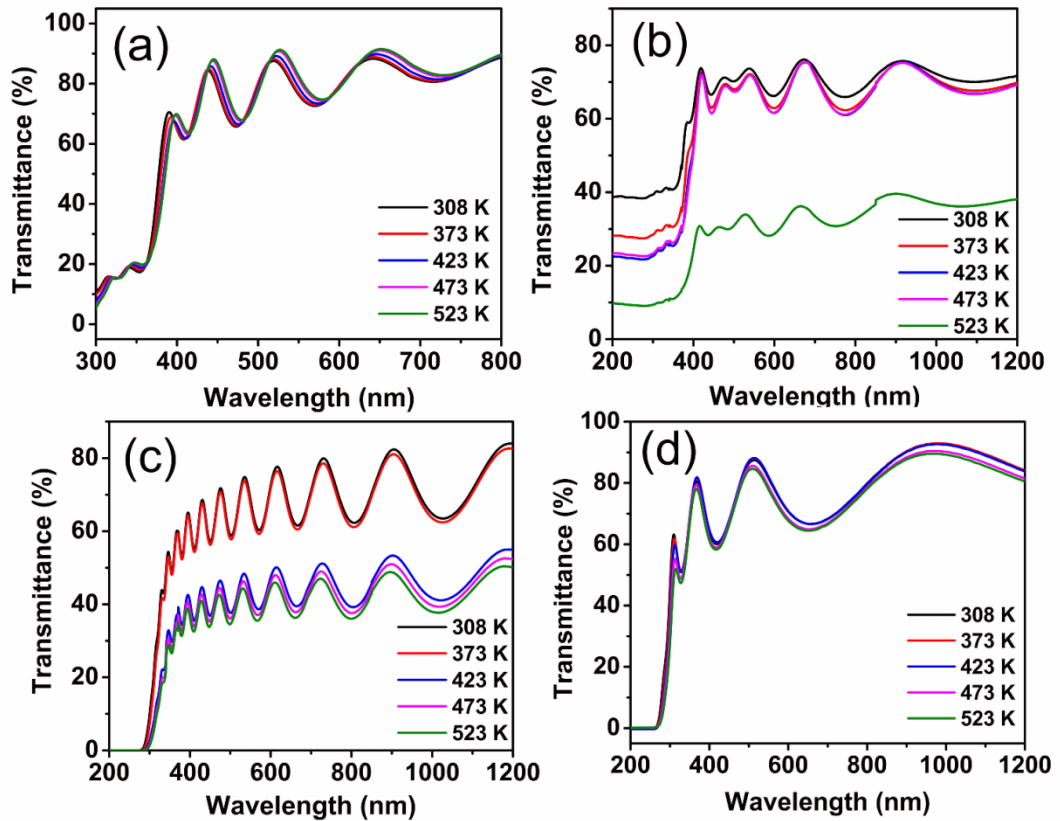 (a)
Transmittance (%)
100
80
60
40
20
0
300 400 500 600 700 800
Wavelength (nm)
308 K
373 K
423 K
473 K
523 K
(b)
Transmittance (%)
80
60
40
20
0
200 400 600 800 1000 1200
Wavelength (nm)
308 K
373 K
423 K
473 K
523 K
(c)
Transmittance (%)
80
60
40
20
0
200 400 600 800 1000 1200
Wavelength (nm)
308 K
373 K
423 K
473 K
523 K
(d)
Transmittance (%)
100
80
60
40
20
0
200 400 600 800 1000 1200
Wavelength (nm)
308 K
373 K
423 K
473 K
523 K